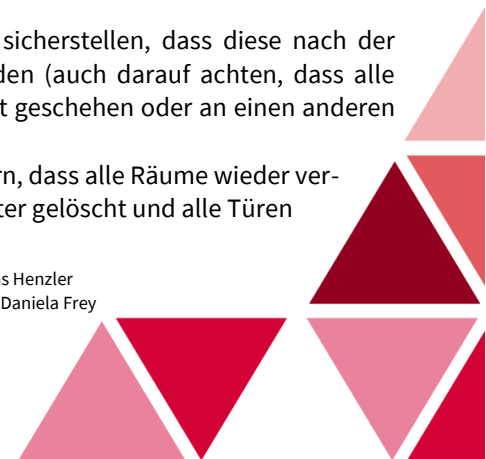 sicherstellen, dass diese nach der
den (auch darauf achten, dass alle
t geschehen oder an einen anderen
rn, dass alle Räume wieder ver-
ter gelöscht und alle Türen
as Henzler
Daniela Frey